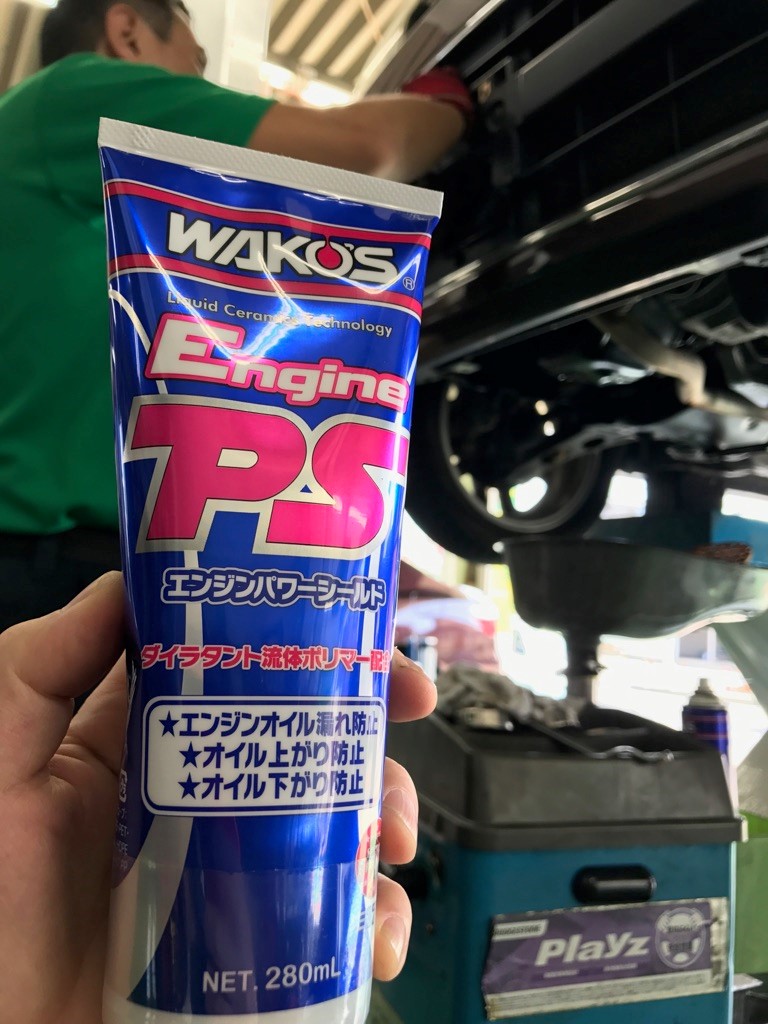 WAKO'S®
Liquid Ceramics Technology
Engine
PS
エンジンパワーシールド
ダイラタント流体ポリマー配合
★エンジンオイル漏れ防止
★オイル上がり防止
★オイル下がり防止
NET. 280mL
Playz